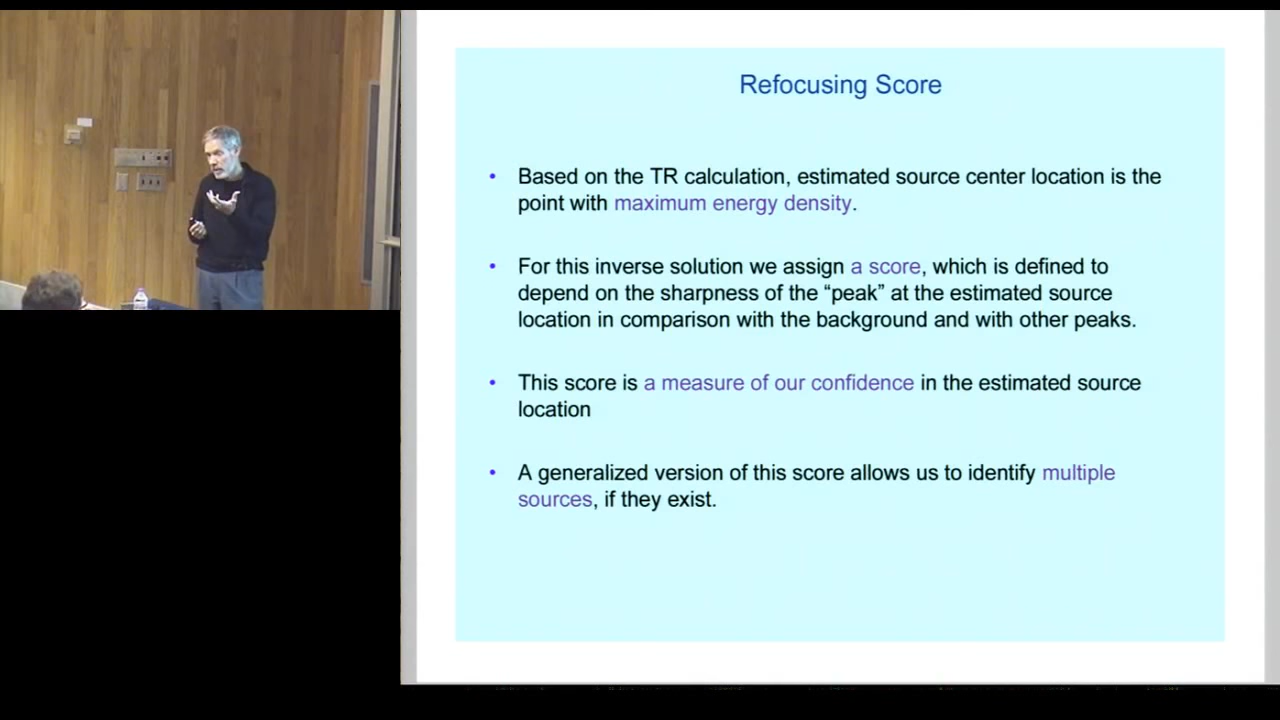 Refocusing Score
• Based on the TR calculation, estimated source center location is the
point with maximum energy density.
• For this inverse solution we assign a score, which is defined to
depend on the sharpness of the “peak” at the estimated source
location in comparison with the background and with other peaks.
• This score is a measure of our confidence in the estimated source
location
• A generalized version of this score allows us to identify multiple
sources, if they exist.